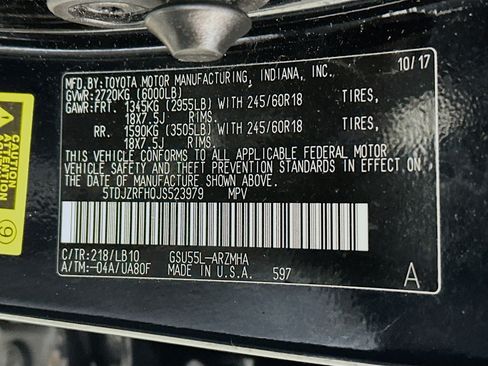 MFD.BY:TOYOTA MOTOR MANUFACTURING, INDIANA, INC. 10/17
GVWR:2720KG (6000LB)
GAWR:FRT. 1345KG (2955LB) WITH 245/60R18 TIRES,
18X7.5J RIMS.
RR. 1590KG (3505LB) WITH 245/60R18 TIRES,
18X7.5J RIMS.
THIS VEHICLE CONFORMS TO ALL APPLICABLE FEDERAL MOTOR
VEHICLE SAFETY AND THEFT PREVENTION STANDARDS IN EFFECT ON
THE DATE OF MANUFACTURE SHOWN ABOVE.
5TDJZRFH0JS523979 MPV
C/TR:218/LB10 GSU55L-ARZMHA
A/TM:-04A/UA80F MADE IN U.S.A. 597 A
ATTENTION
9